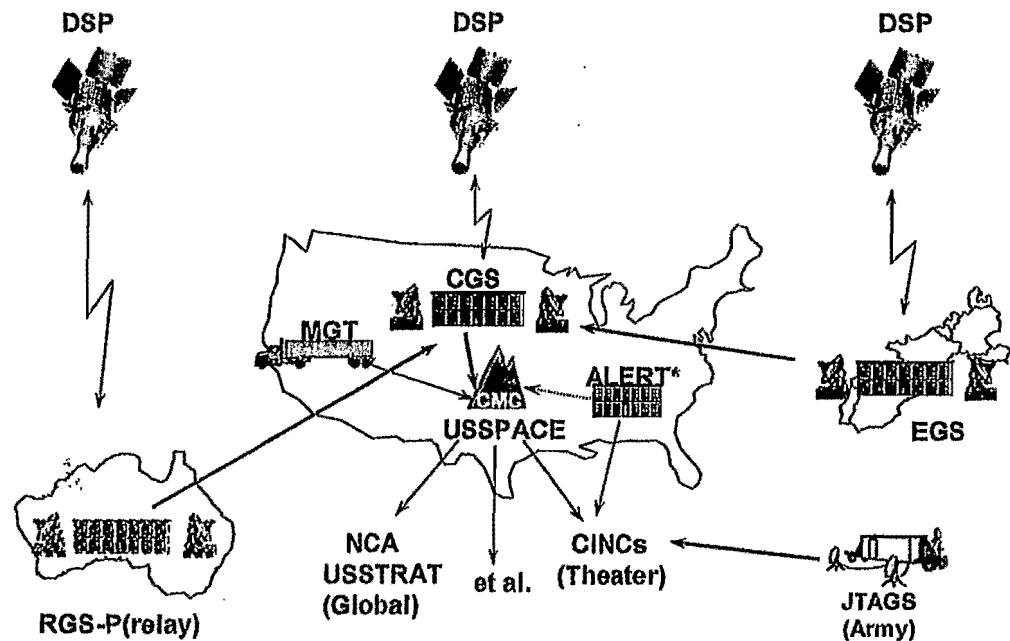 DSP
DSP
DSP
CGS
MGT
ALERT*
CMC
USSPACE
EGS
NCA
USSTRAT
(Global)
et al.
CINCs
(Theater)
RGS-P(relay)
JTAGS
(Army)